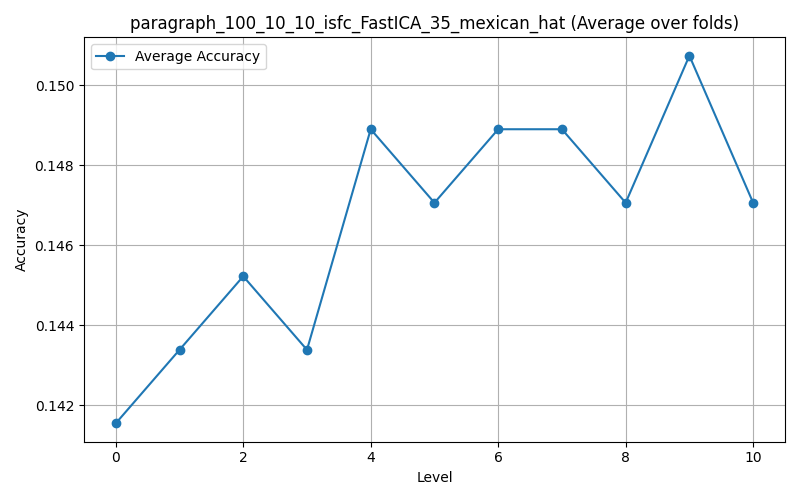 paragraph_100_10_10_isfc_FastICA_35_mexican_hat (Average over folds)
Average Accuracy
0.150
0.148
0.146
0.144
0.142
Accuracy
0 2 4 6 8 10
Level